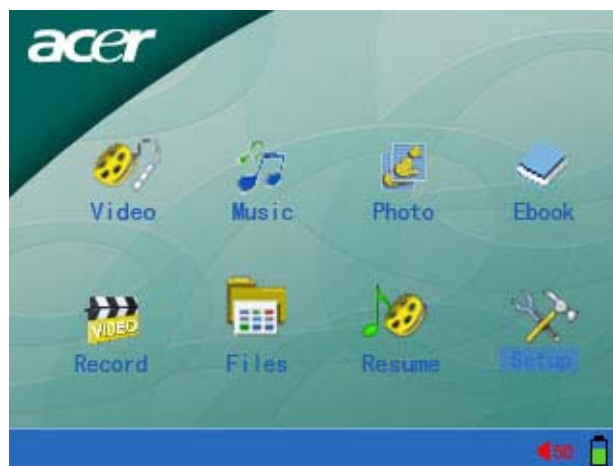 acer
Video Music Photo Ebook
VIDEO
Record Files Resume Setup
50